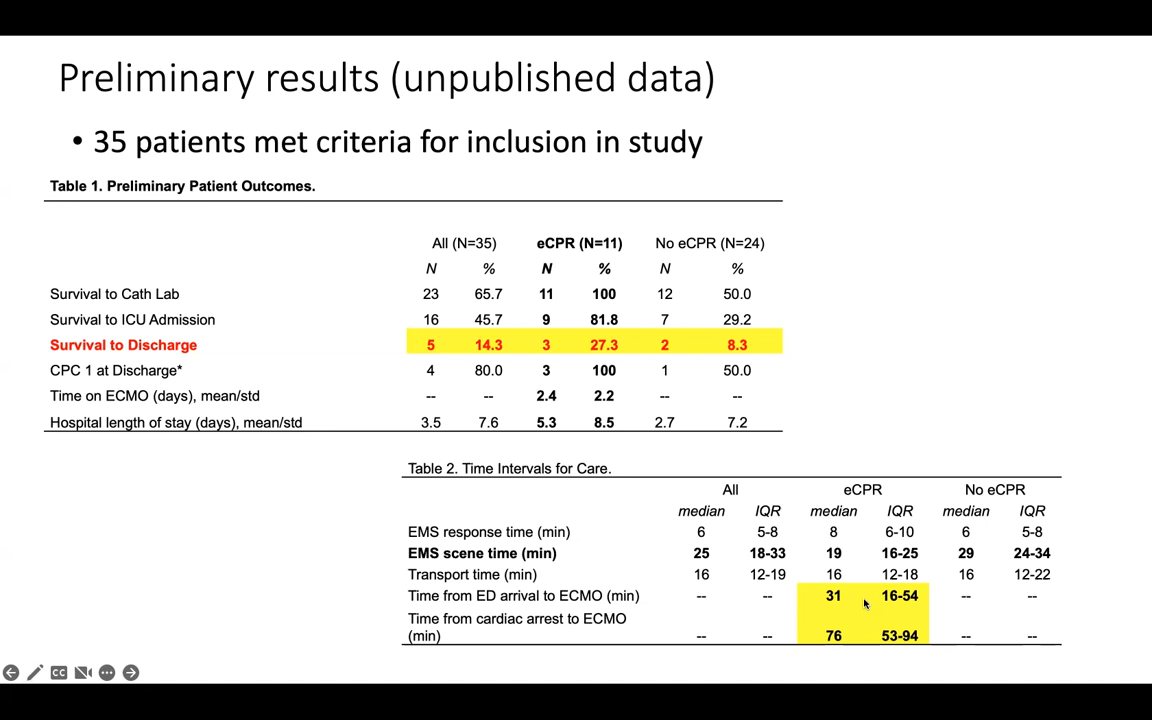 Preliminary results (unpublished data)
• 35 patients met criteria for inclusion in study
Table 1. Preliminary Patient Outcomes.
All (N=35) eCPR (N=11) No eCPR (N=24)
N % N % N %
Survival to Cath Lab 23 65.7 11 100 12 50.0
Survival to ICU Admission 16 45.7 9 81.8 7 29.2
Survival to Discharge 5 14.3 3 27.3 2 8.3
CPC 1 at Discharge* 4 80.0 3 100 1 50.0
Time on ECMO (days), mean/std -- -- 2.4 2.2 -- --
Hospital length of stay (days), mean/std 3.5 7.6 5.3 8.5 2.7 7.2
Table 2. Time Intervals for Care.
All eCPR No eCPR
median IQR median IQR median IQR
EMS response time (min) 6 5-8 8 6-10 6 5-8
EMS scene time (min) 25 18-33 19 16-25 29 24-34
Transport time (min) 16 12-19 16 12-18 16 12-22
Time from ED arrival to ECMO (min) -- -- 31 16-54 -- --
Time from cardiac arrest to ECMO
(min) -- -- 76 53-94 -- --
CC